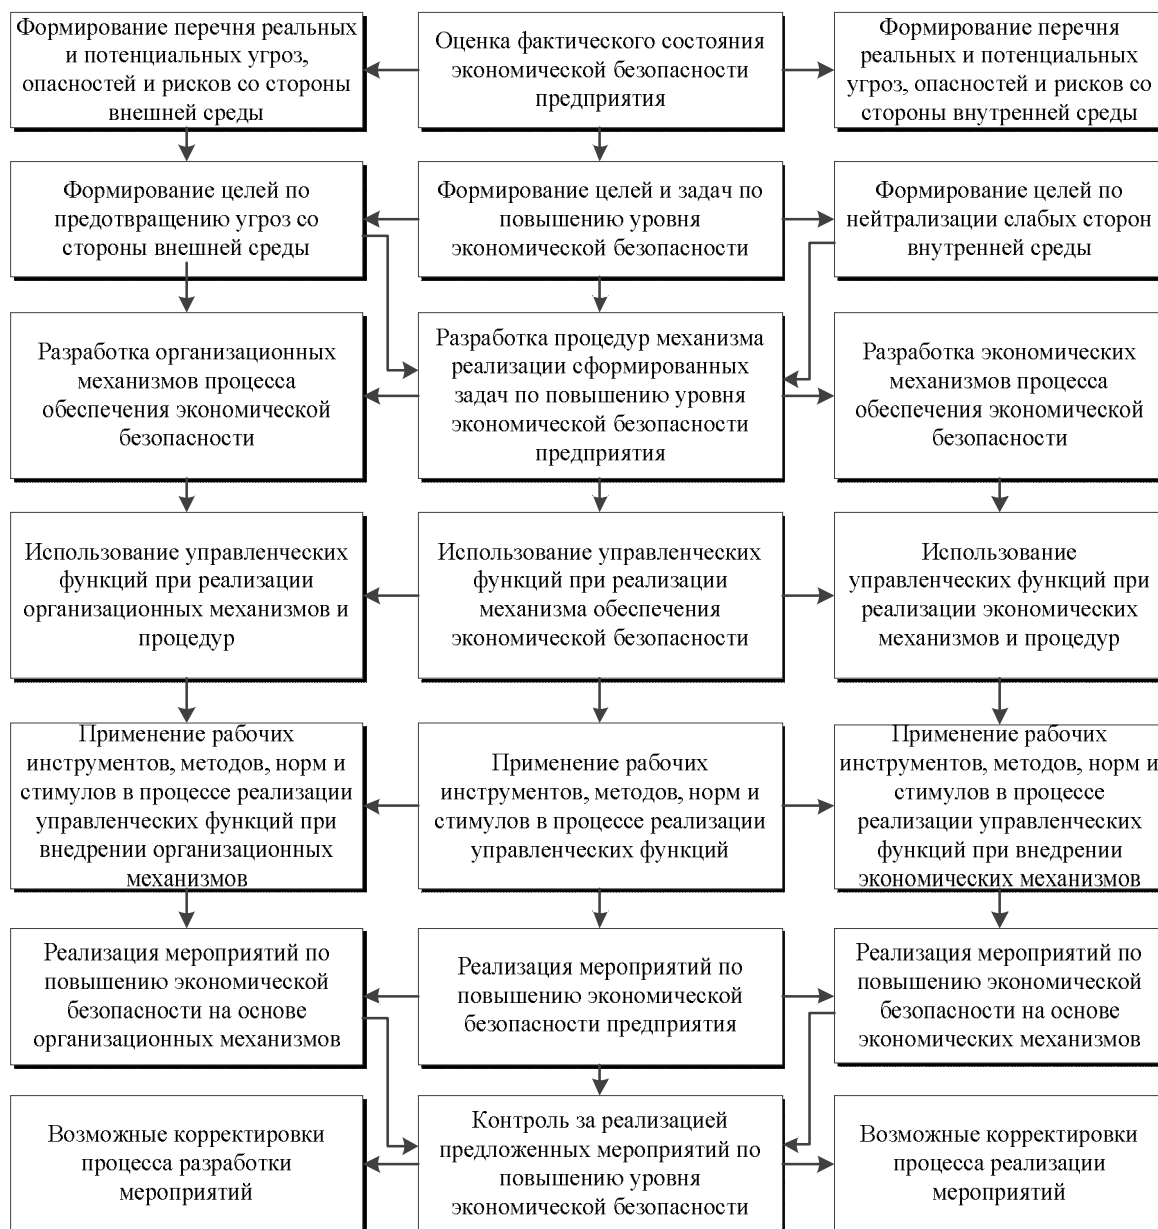 Формирование перечня реальных
и потенциальных угроз,
опасностей и рисков со стороны
внешней среды
Оценка фактического состояния
экономической безопасности
предприятия
Формирование перечня
реальных и потенциальных
угроз, опасностей и рисков со
стороны внутренней среды
Формирование целей по
предотвращению угроз со
стороны внешней среды
Формирование целей и задач по
повышению уровня
экономической безопасности
Формирование целей по
нейтрализации слабых сторон
внутренней среды
Разработка организационных
механизмов процесса
обеспечения экономической
безопасности
Разработка процедур механизма
реализации сформированных
задач по повышению уровня
экономической безопасности
предприятия
Разработка экономических
механизмов процесса
обеспечения экономической
безопасности
Использование управленческих
функций при реализации
организационных механизмов и
процедур
Использование управленческих
функций при реализации
механизма обеспечения
экономической безопасности
Использование
управленческих функций при
реализации экономических
механизмов и процедур
Применение рабочих
инструментов, методов, норм и
стимулов в процессе реализации
управленческих функций при
внедрении организационных
механизмов
Применение рабочих
инструментов, методов, норм и
стимулов в процессе реализации
управленческих функций
Применение рабочих
инструментов, методов, норм и
стимулов в процессе
реализации управленческих
функций при внедрении
экономических механизмов
Реализация мероприятий по
повышению экономической
безопасности на основе
организационных механизмов
Реализация мероприятий по
повышению экономической
безопасности предприятия
Реализация мероприятий по
повышению экономической
безопасности на основе
экономических механизмов
Возможные корректировки
процесса разработки
мероприятий
Контроль за реализацией
предложенных мероприятий по
повышению уровня
экономической безопасности
Возможные корректировки
процесса реализации
мероприятий